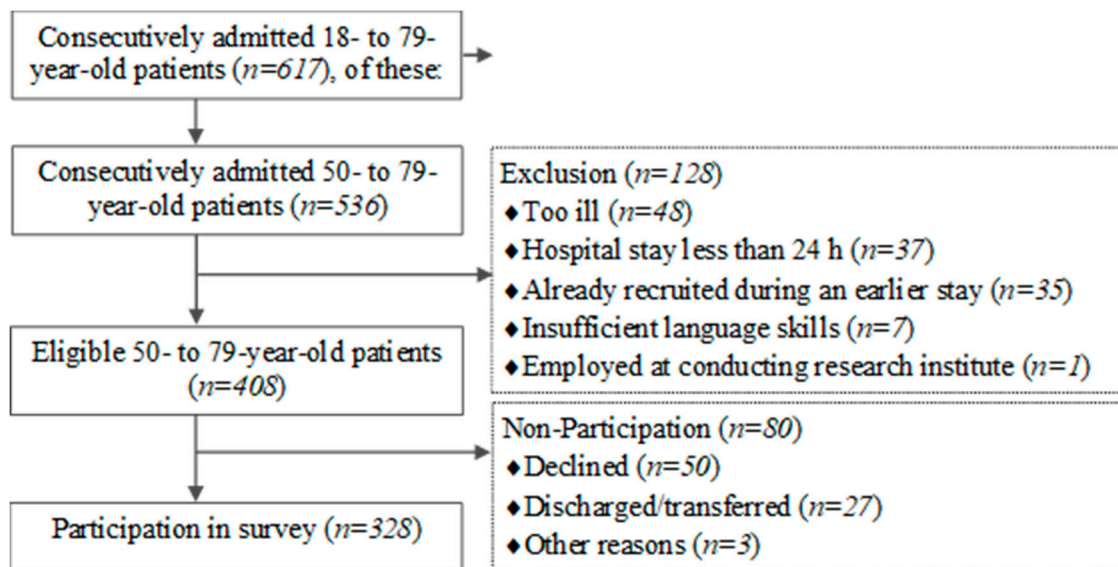 Consecutively admitted 18- to 79-
year-old patients (n=617), of these:
Consecutively admitted 50- to 79-
year-old patients (n=536)
Exclusion (n=128)
♦Too ill (n=48)
♦Hospital stay less than 24 h (n=37)
♦Already recruited during an earlier stay (n=35)
♦Insufficient language skills (n=7)
♦Employed at conducting research institute (n=1)
Eligible 50- to 79-year-old patients
(n=408)
Non-Participation (n=80)
♦Declined (n=50)
♦Discharged/transferred (n=27)
♦Other reasons (n=3)
Participation in survey (n=328)